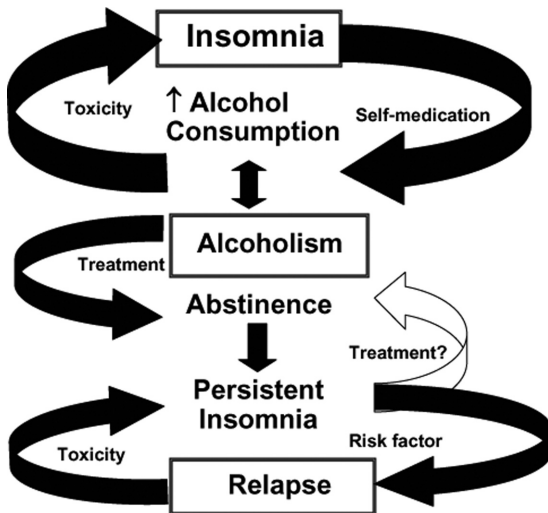 Insomnia
Toxicity
↑ Alcohol
Consumption
Self-medication
Alcoholism
Treatment
Abstinence
Treatment?
Persistent
Insomnia
Risk factor
Toxicity
Relapse